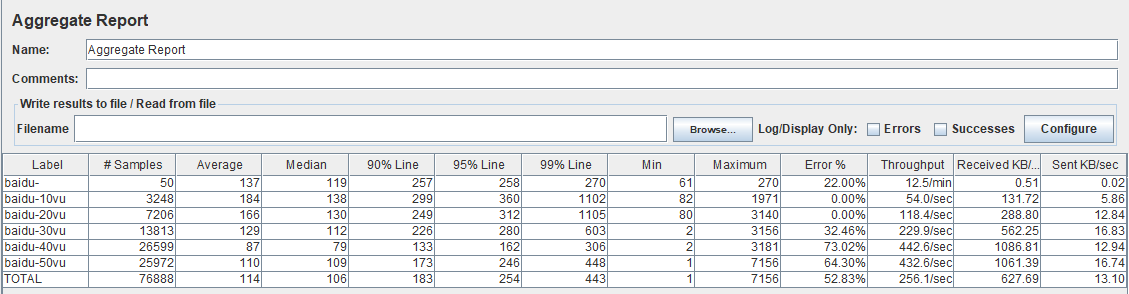 Aggregate Report
Name: Aggregate Report
Comments:
Write results to file / Read from file
Filename Browse... Log/Display Only: Errors Successes Configure
Label # Samples Average Median 90% Line 95% Line 99% Line Min Maximum Error % Throughput Received KB/... Sent KB/sec
baidu- 50 137 119 257 258 270 61 270 22.00% 12.5/min 0.51 0.02
baidu-10vu 3248 184 138 299 360 1102 82 1971 0.00% 54.0/sec 131.72 5.86
baidu-20vu 7206 166 130 249 312 1105 80 3140 0.00% 118.4/sec 288.80 12.84
baidu-30vu 13813 129 112 226 280 603 2 3156 32.46% 229.9/sec 562.25 16.83
baidu-40vu 26599 87 79 133 162 306 2 3181 73.02% 442.6/sec 1086.81 12.94
baidu-50vu 25972 110 109 173 246 448 1 7156 64.30% 432.6/sec 1061.39 16.74
TOTAL 76888 114 106 183 254 443 1 7156 52.83% 256.1/sec 627.69 13.10